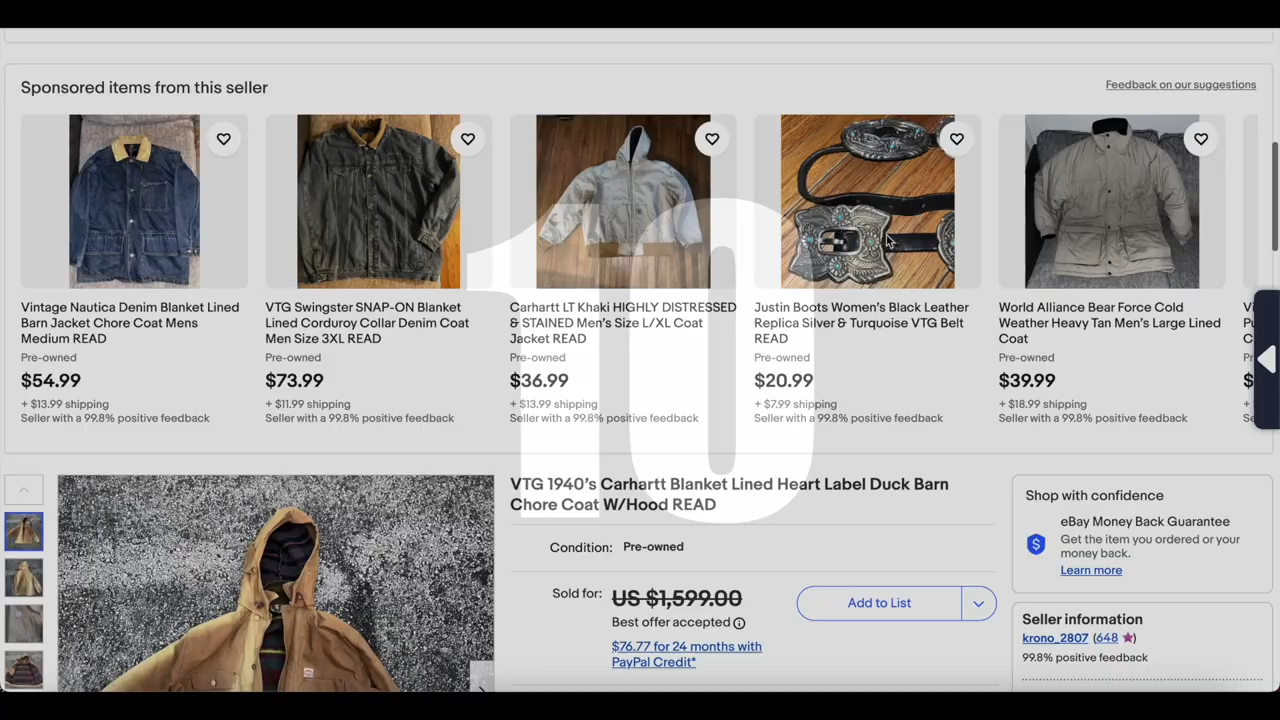 Sponsored items from this seller
Feedback on our suggestions
Vintage Nautica Denim Blanket Lined
Barn Jacket Chore Coat Mens
Medium READ
Pre-owned
$54.99
+ $13.99 shipping
Seller with a 99.8% positive feedback
VTG Swingster SNAP-ON Blanket
Lined Corduroy Collar Denim Coat
Men Size 3XL READ
Pre-owned
$73.99
+ $11.99 shipping
Seller with a 99.8% positive feedback
Carhartt LT Khaki HIGHLY DISTRESSED
& STAINED Men's Size L/XL Coat
Jacket READ
Pre-owned
$36.99
+ $13.99 shipping
Seller with a 99.8% positive feedback
Justin Boots Women's Black Leather
Replica Silver & Turquoise VTG Belt
READ
Pre-owned
$20.99
+ $7.99 shipping
Seller with a 99.8% positive feedback
World Alliance Bear Force Cold
Weather Heavy Tan Men's Large Lined
Coat
Pre-owned
$39.99
+ $18.99 shipping
Seller with a 99.8% positive feedback
10
VTG 1940's Carhartt Blanket Lined Heart Label Duck Barn
Chore Coat W/Hood READ
Condition: Pre-owned
Sold for: US $1,599.00
Best offer accepted
$76.77 for 24 months with
PayPal Credit*
Add to List
Shop with confidence
eBay Money Back Guarantee
Get the item you ordered or your
money back.
Learn more
Seller information
krono_2807 (648)
99.8% positive feedback